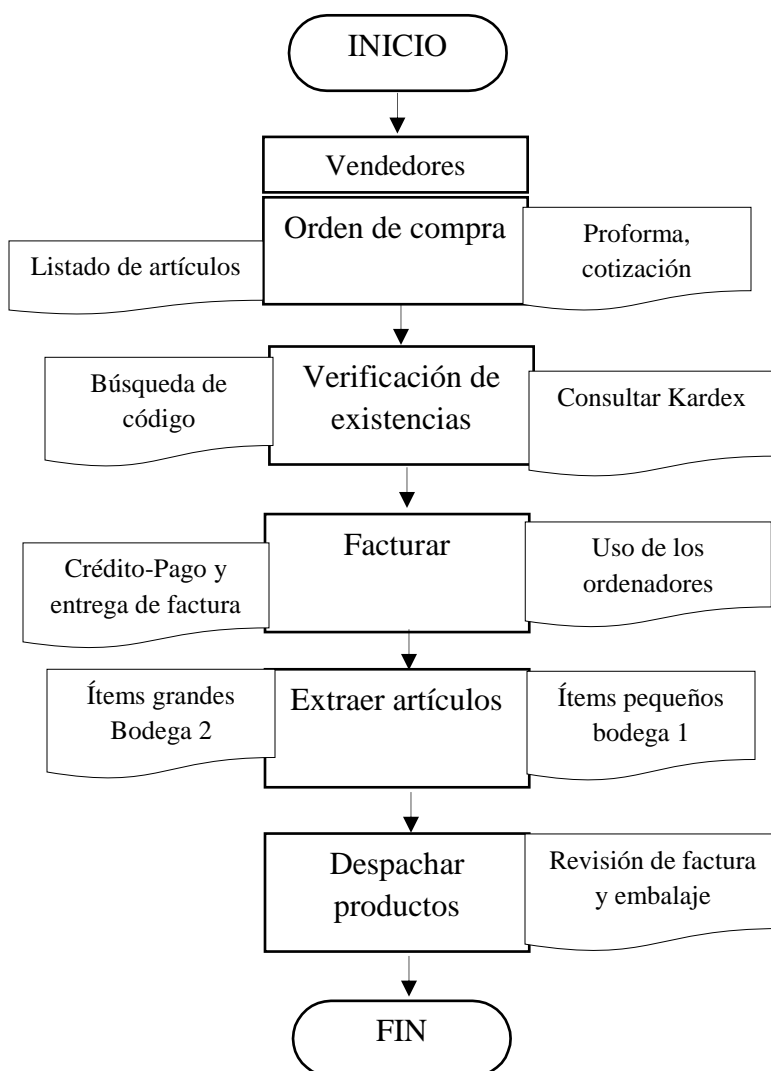 INICIO
Vendedores
Orden de compra
Listado de artículos
Proforma,
cotización
Verificación de
existencias
Búsqueda de
código
Consultar Kardex
Facturar
Crédito-Pago y
entrega de factura
Uso de los
ordenadores
Extraer artículos
Ítems grandes
Bodega 2
Ítems pequeños
bodega 1
Despachar
productos
Revisión de factura
y embalaje
FIN